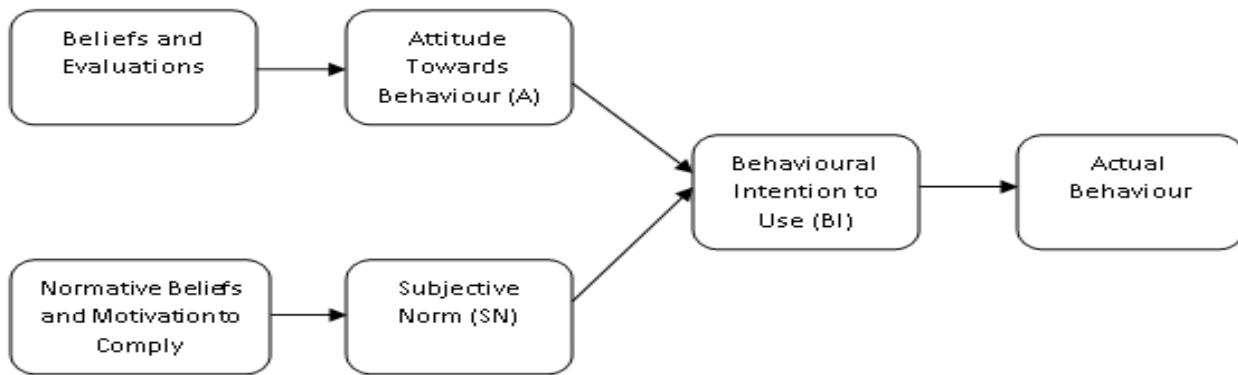 Beliefs and
Evaluations
Attitude
Towards
Behaviour (A)
Behavioural
Intention to
Use (BI)
Actual
Behaviour
Normative Beliefs
and Motivation to
Comply
Subjective
Norm (SN)